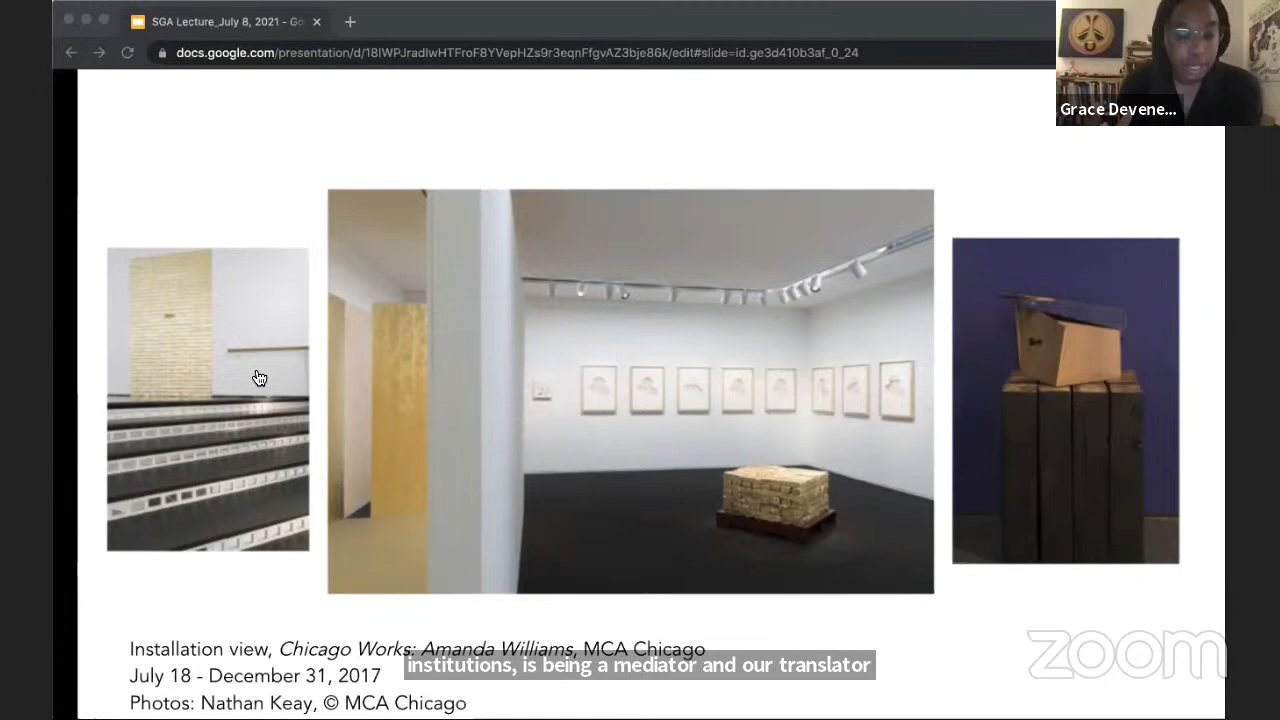 SGA Lecture_July 8, 2021 - Go
docs.google.com/presentation/d/18IWPJradIwHTFroF8YVepHZs9r3eqnFfgvAZ3bje86k/edit#slide=id.ge3d410b3af_0_24
Grace Devene...
Installation view, Chicago Works: Amanda Williams, MCA Chicago
institutions, is being a mediator and our translator
July 18 - December 31, 2017
Photos: Nathan Keay, © MCA Chicago
zoom